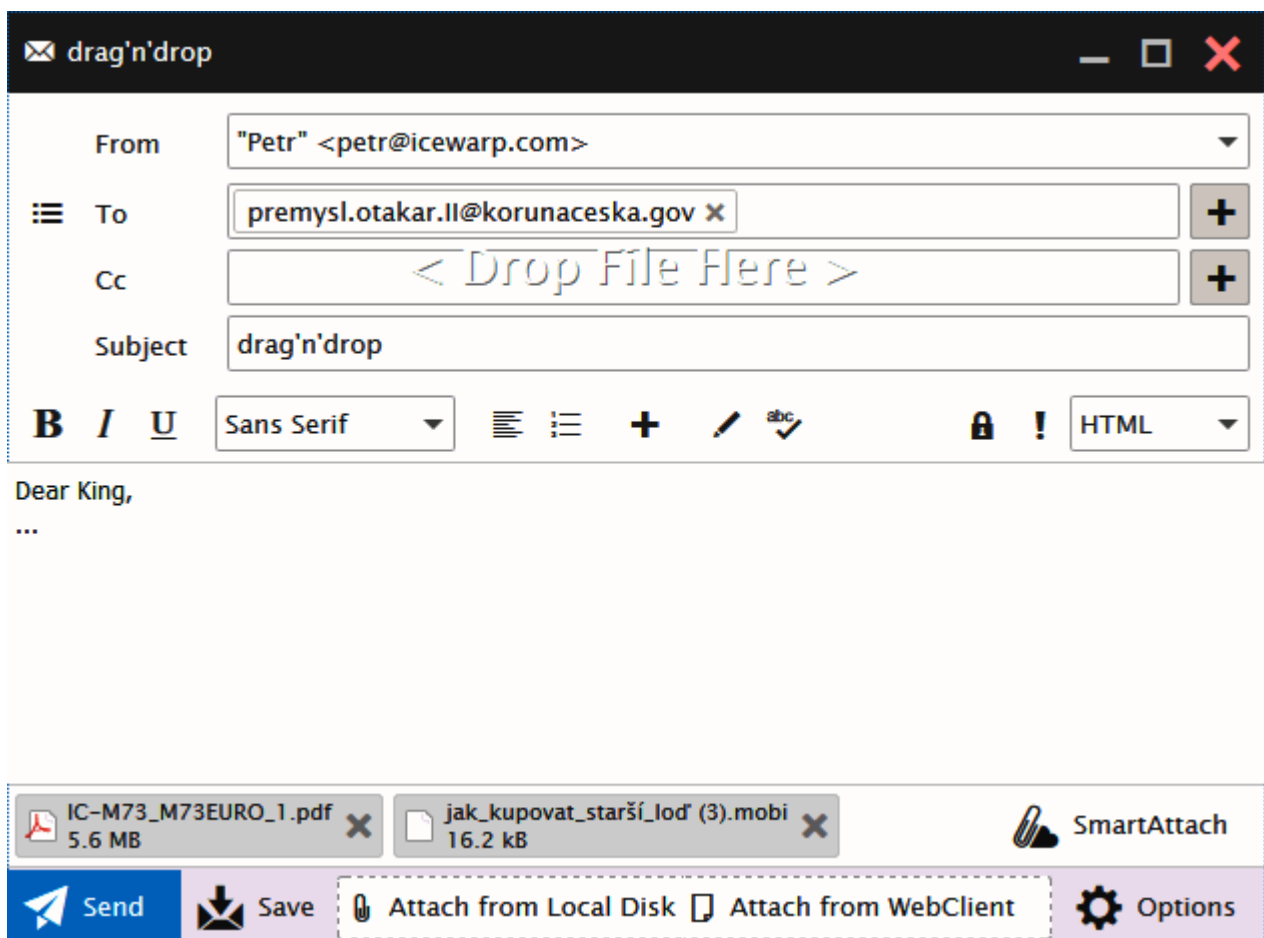 drag'n'drop
From "Petr" <petr@icewarp.com>
To premysl.otakar.II@korunaceska.gov
< Drop File Here >
Cc
Subject drag'n'drop
B I U Sans Serif abc HTML
Dear King,
...
IC-M73_M73EURO_1.pdf
5.6 MB
jak_kupovat_starší_loď (3).mobi
16.2 kB
SmartAttach
Send Save Attach from Local Disk Attach from WebClient Options